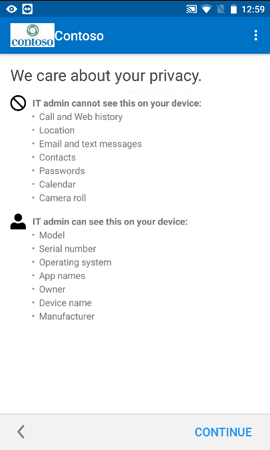 12:59
contoso
Contoso
We care about your privacy.
IT admin cannot see this on your device:
• Call and Web history
• Location
• Email and text messages
• Contacts
• Passwords
• Calendar
• Camera roll
IT admin can see this on your device:
• Model
• Serial number
• Operating system
• App names
• Owner
• Device name
• Manufacturer
CONTINUE